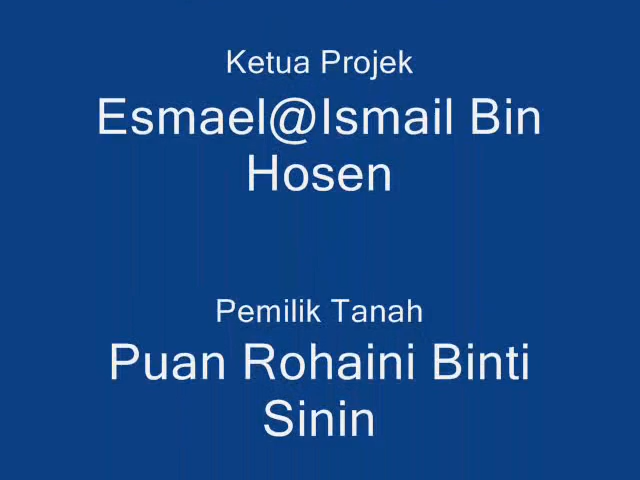 Ketua Projek
Esmael@Ismail Bin
Hosen
Pemilik Tanah
Puan Rohaini Binti
Sinin